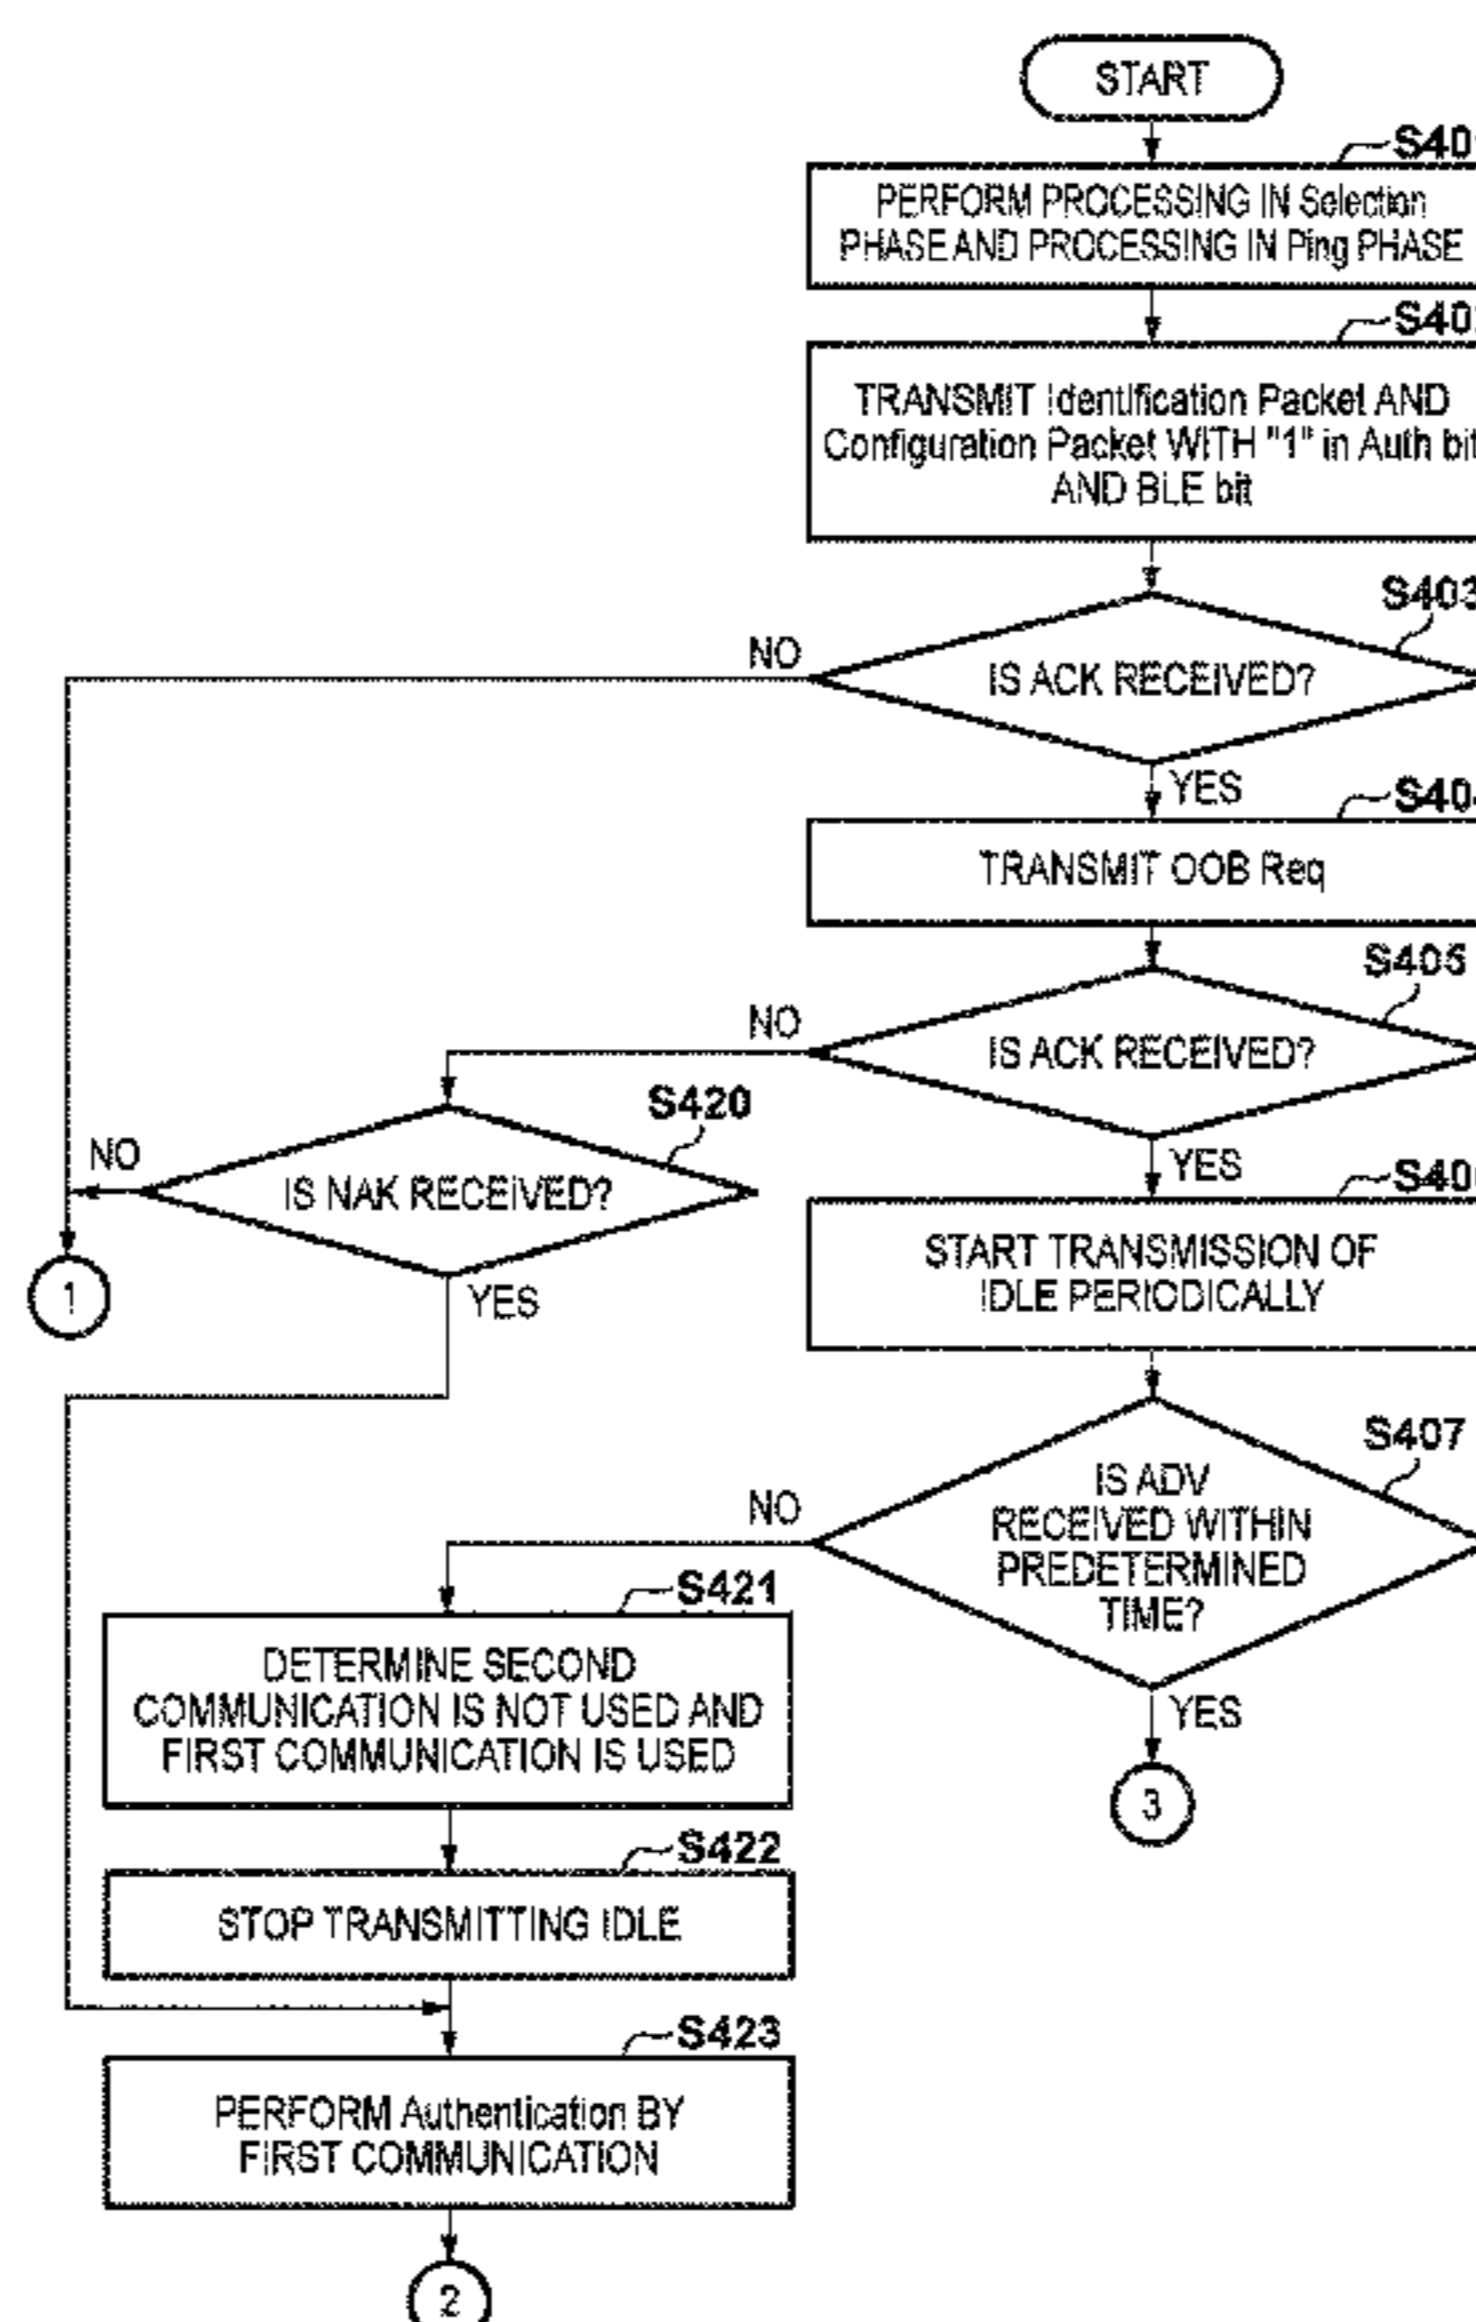 START
S401
PERFORM PROCESSING IN Selection
PHASE AND PROCESSING IN Ping PHASE
S402
TRANSMIT Identification Packet AND
Configuration Packet WITH "1" in Auth bit
AND BLE bit
S403
NO
IS ACK RECEIVED?
YES
S404
TRANSMIT OOB Req
S405
NO
IS ACK RECEIVED?
YES
S420
NO
IS NAK RECEIVED?
YES
1
S406
START TRANSMISSION OF
IDLE PERIODICALLY
S407
NO
IS ADV
RECEIVED WITHIN
PREDETERMINED
TIME?
YES
3
S421
DETERMINE SECOND
COMMUNICATION IS NOT USED AND
FIRST COMMUNICATION IS USED
S422
STOP TRANSMITTING IDLE
S423
PERFORM Authentication BY
FIRST COMMUNICATION
2